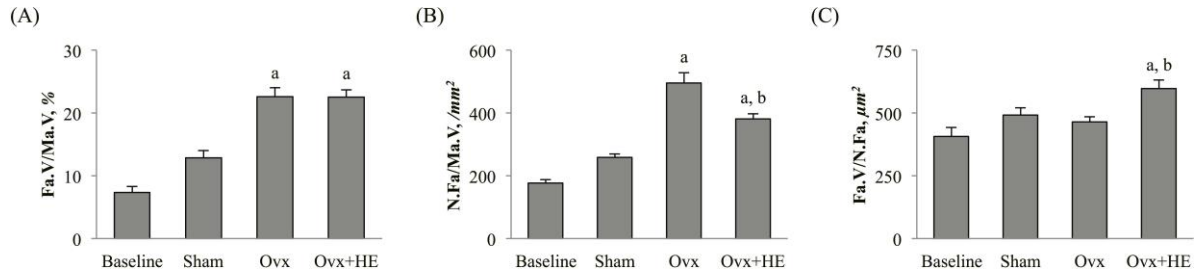 (A)
Fa.V/Ma.V, %
30
20
10
0
a
a
Baseline Sham Ovx Ovx+HE
(B)
N.Fa/Ma.V, /mm²
600
400
200
0
a
a, b
Baseline Sham Ovx Ovx+HE
(C)
Fa.V/N.Fa, µm²
750
500
250
0
a, b
Baseline Sham Ovx Ovx+HE